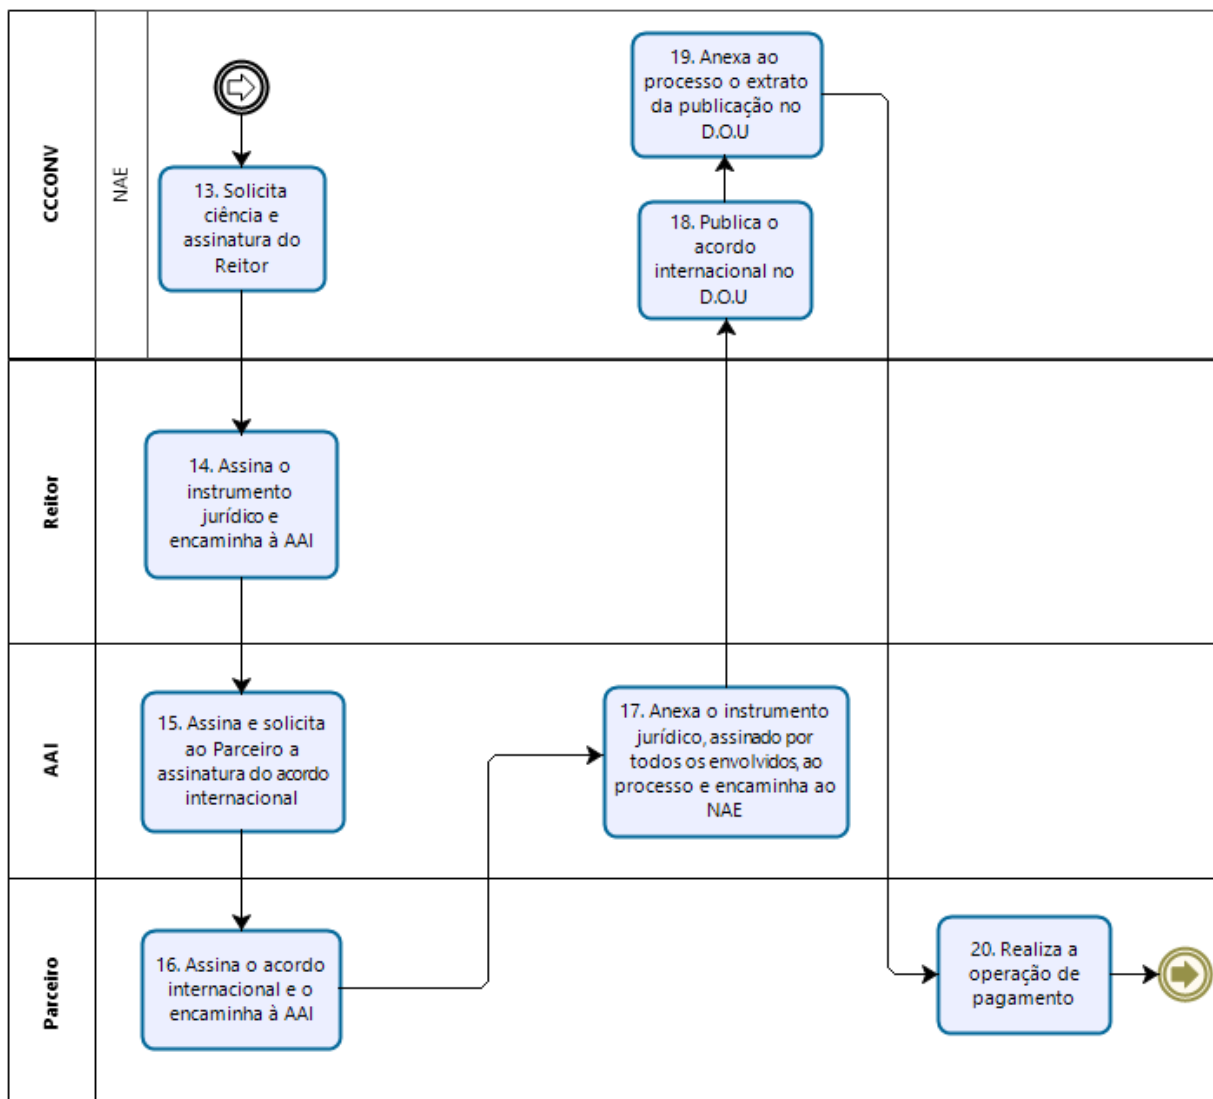 CCCONV
NAE
13. Solicita
ciência e
assinatura do
Reitor
19. Anexa ao
processo o extrato
da publicação no
D.O.U
18. Publica o
acordo
internacional no
D.O.U
Reitor
14. Assina o
instrumento
jurídico e
encaminha à AAI
AAI
15. Assina e solicita
ao Parceiro a
assinatura do acordo
internacional
17. Anexa o instrumento
jurídico, assinado por
todos os envolvidos, ao
processo e encaminha ao
NAE
Parceiro
16. Assina o acordo
internacional e o
encaminha à AAI
20. Realiza a
operação de
pagamento